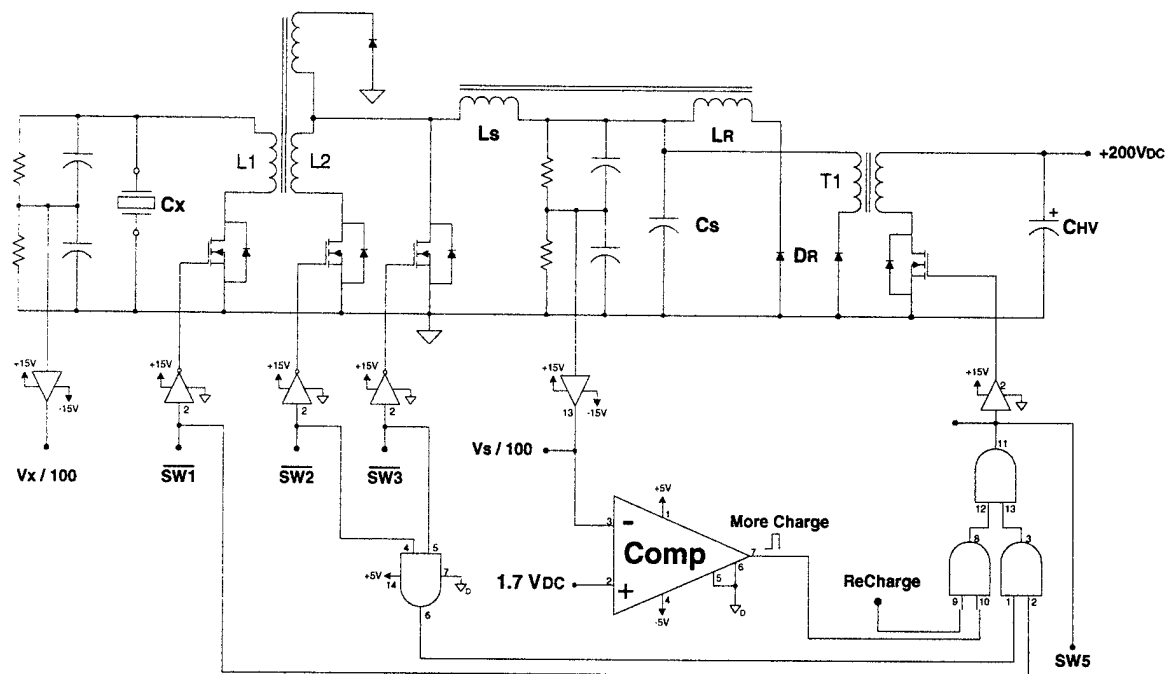 L1
L2
Ls
LR
+200VDC
Cx
T1
Cs
DR
+
CHV
+15V
-15V
+15V
2
+15V
2
+15V
2
+15V
-15V
13
+15V
2
Vx / 100
SW1
SW2
SW3
Vs / 100
11
12 13
+5V
1
3
-
Comp
More Charge
7
8
3
4 5
+5V
14
7
D
6
1.7 VDC
2
+
5
6
D
4
-5V
ReCharge
9 10
1 2
SW5